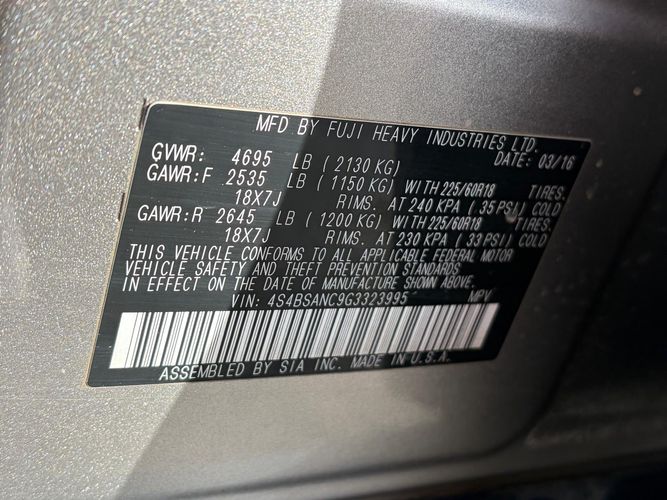 MFD BY FUJI HEAVY INDUSTRIES LTD.
DATE: 03/16
GVWR: 4695 LB (2130 KG)
GAWR:F 2535 LB (1150 KG) WITH 225/60R18 TIRES.
18X7J RIMS. AT 240 KPA (35 PSI) COLD
GAWR:R 2645 LB (1200 KG) WITH 225/60R18 TIRES.
18X7J RIMS. AT 230 KPA (33 PSI) COLD
THIS VEHICLE CONFORMS TO ALL APPLICABLE FEDERAL MOTOR
VEHICLE SAFETY AND THEFT PREVENTION STANDARDS
IN EFFECT ON THE DATE OF MANUFACTURE SHOWN ABOVE.
VIN: 4S4BSANC9G3323995 MPV
ASSEMBLED BY SIA INC. MADE IN U.S.A.